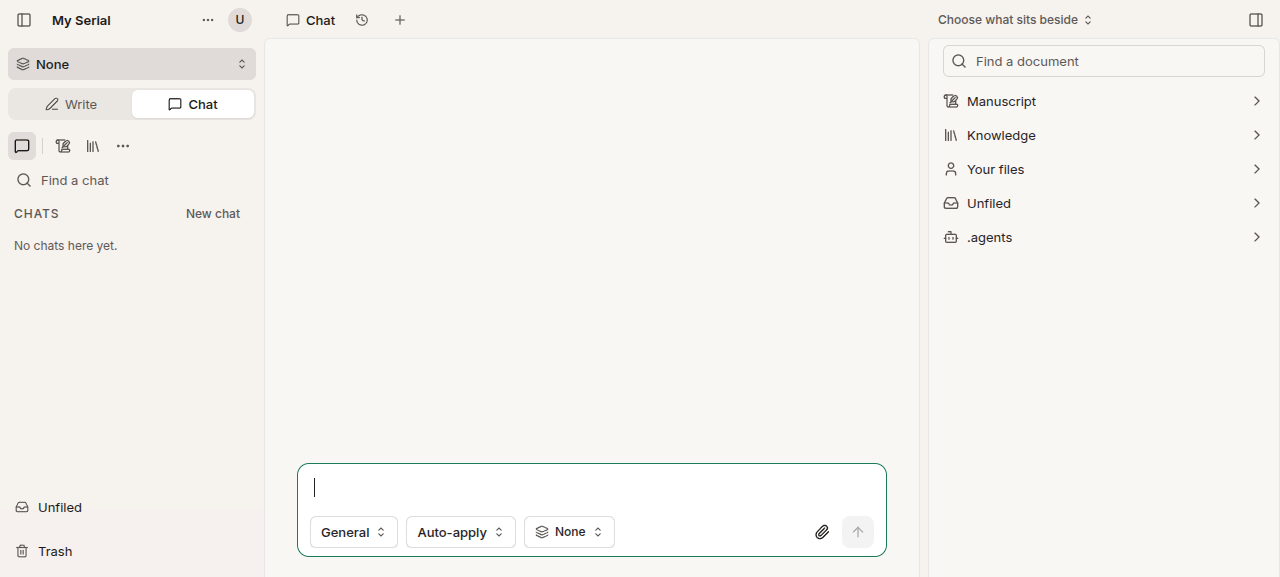 My Serial
U
None
Write
Chat
Find a chat
CHATS
New chat
No chats here yet.
Unfiled
Trash
Chat
General
Auto-apply
None
Choose what sits beside
Find a document
Manuscript
Knowledge
Your files
Unfiled
.agents